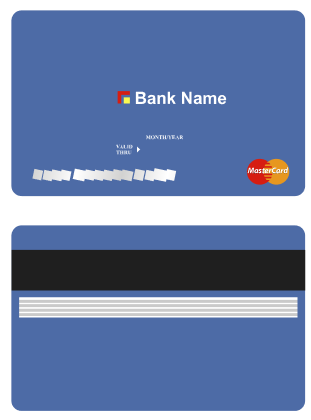 Bank Name
MONTH/YEAR
VALID
THRU
MasterCard